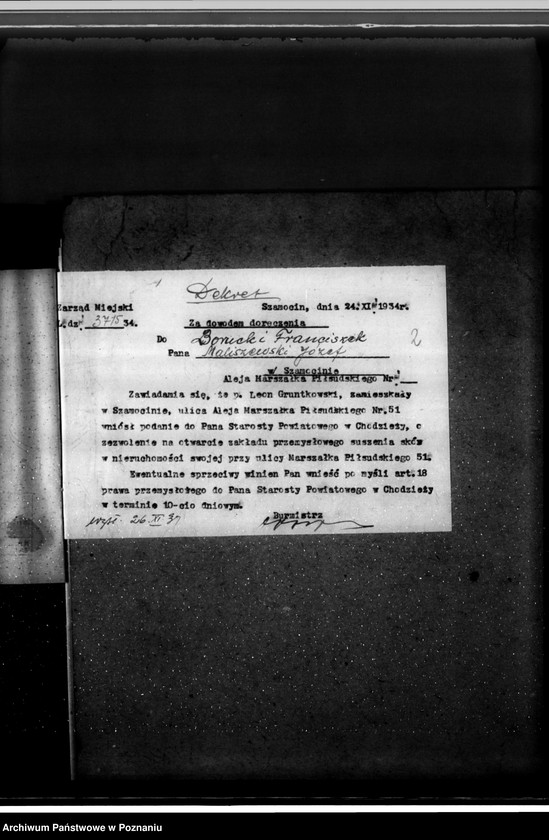 Dekret
Zarząd Miejski
Szamocin, dnia 24.XI.1934r.
L.dz. 3715/34.
Za dowodem doręczenia
Do Borucki Franciszek
2
Pana Maliszewski Józef
w Szamocinie
Aleja Marszałka Piłsudskiego Nr.
Zawiadamia się, że p. Leon Gruntkowski, zamieszkały
w Szamocinie, ulica Aleja Marszałka Piłsudskiego Nr.51
wniósł podanie do Pana Starosty Powiatowego w Chodzieży, o
zezwolenie na otwarcie zakładu przemysłowego suszenia skór
w nieruchomości swojej przy ulicy Marszałka Piłsudskiego 51.
Ewentualne sprzeciwy winien Pan wnieść po myśli art.18
prawa przemysłowego do Pana Starosty Powiatowego w Chodzieży
w terminie 10-cio dniowym.
Burmistrz
26 XI 34
Archiwum Państwowe w Poznaniu